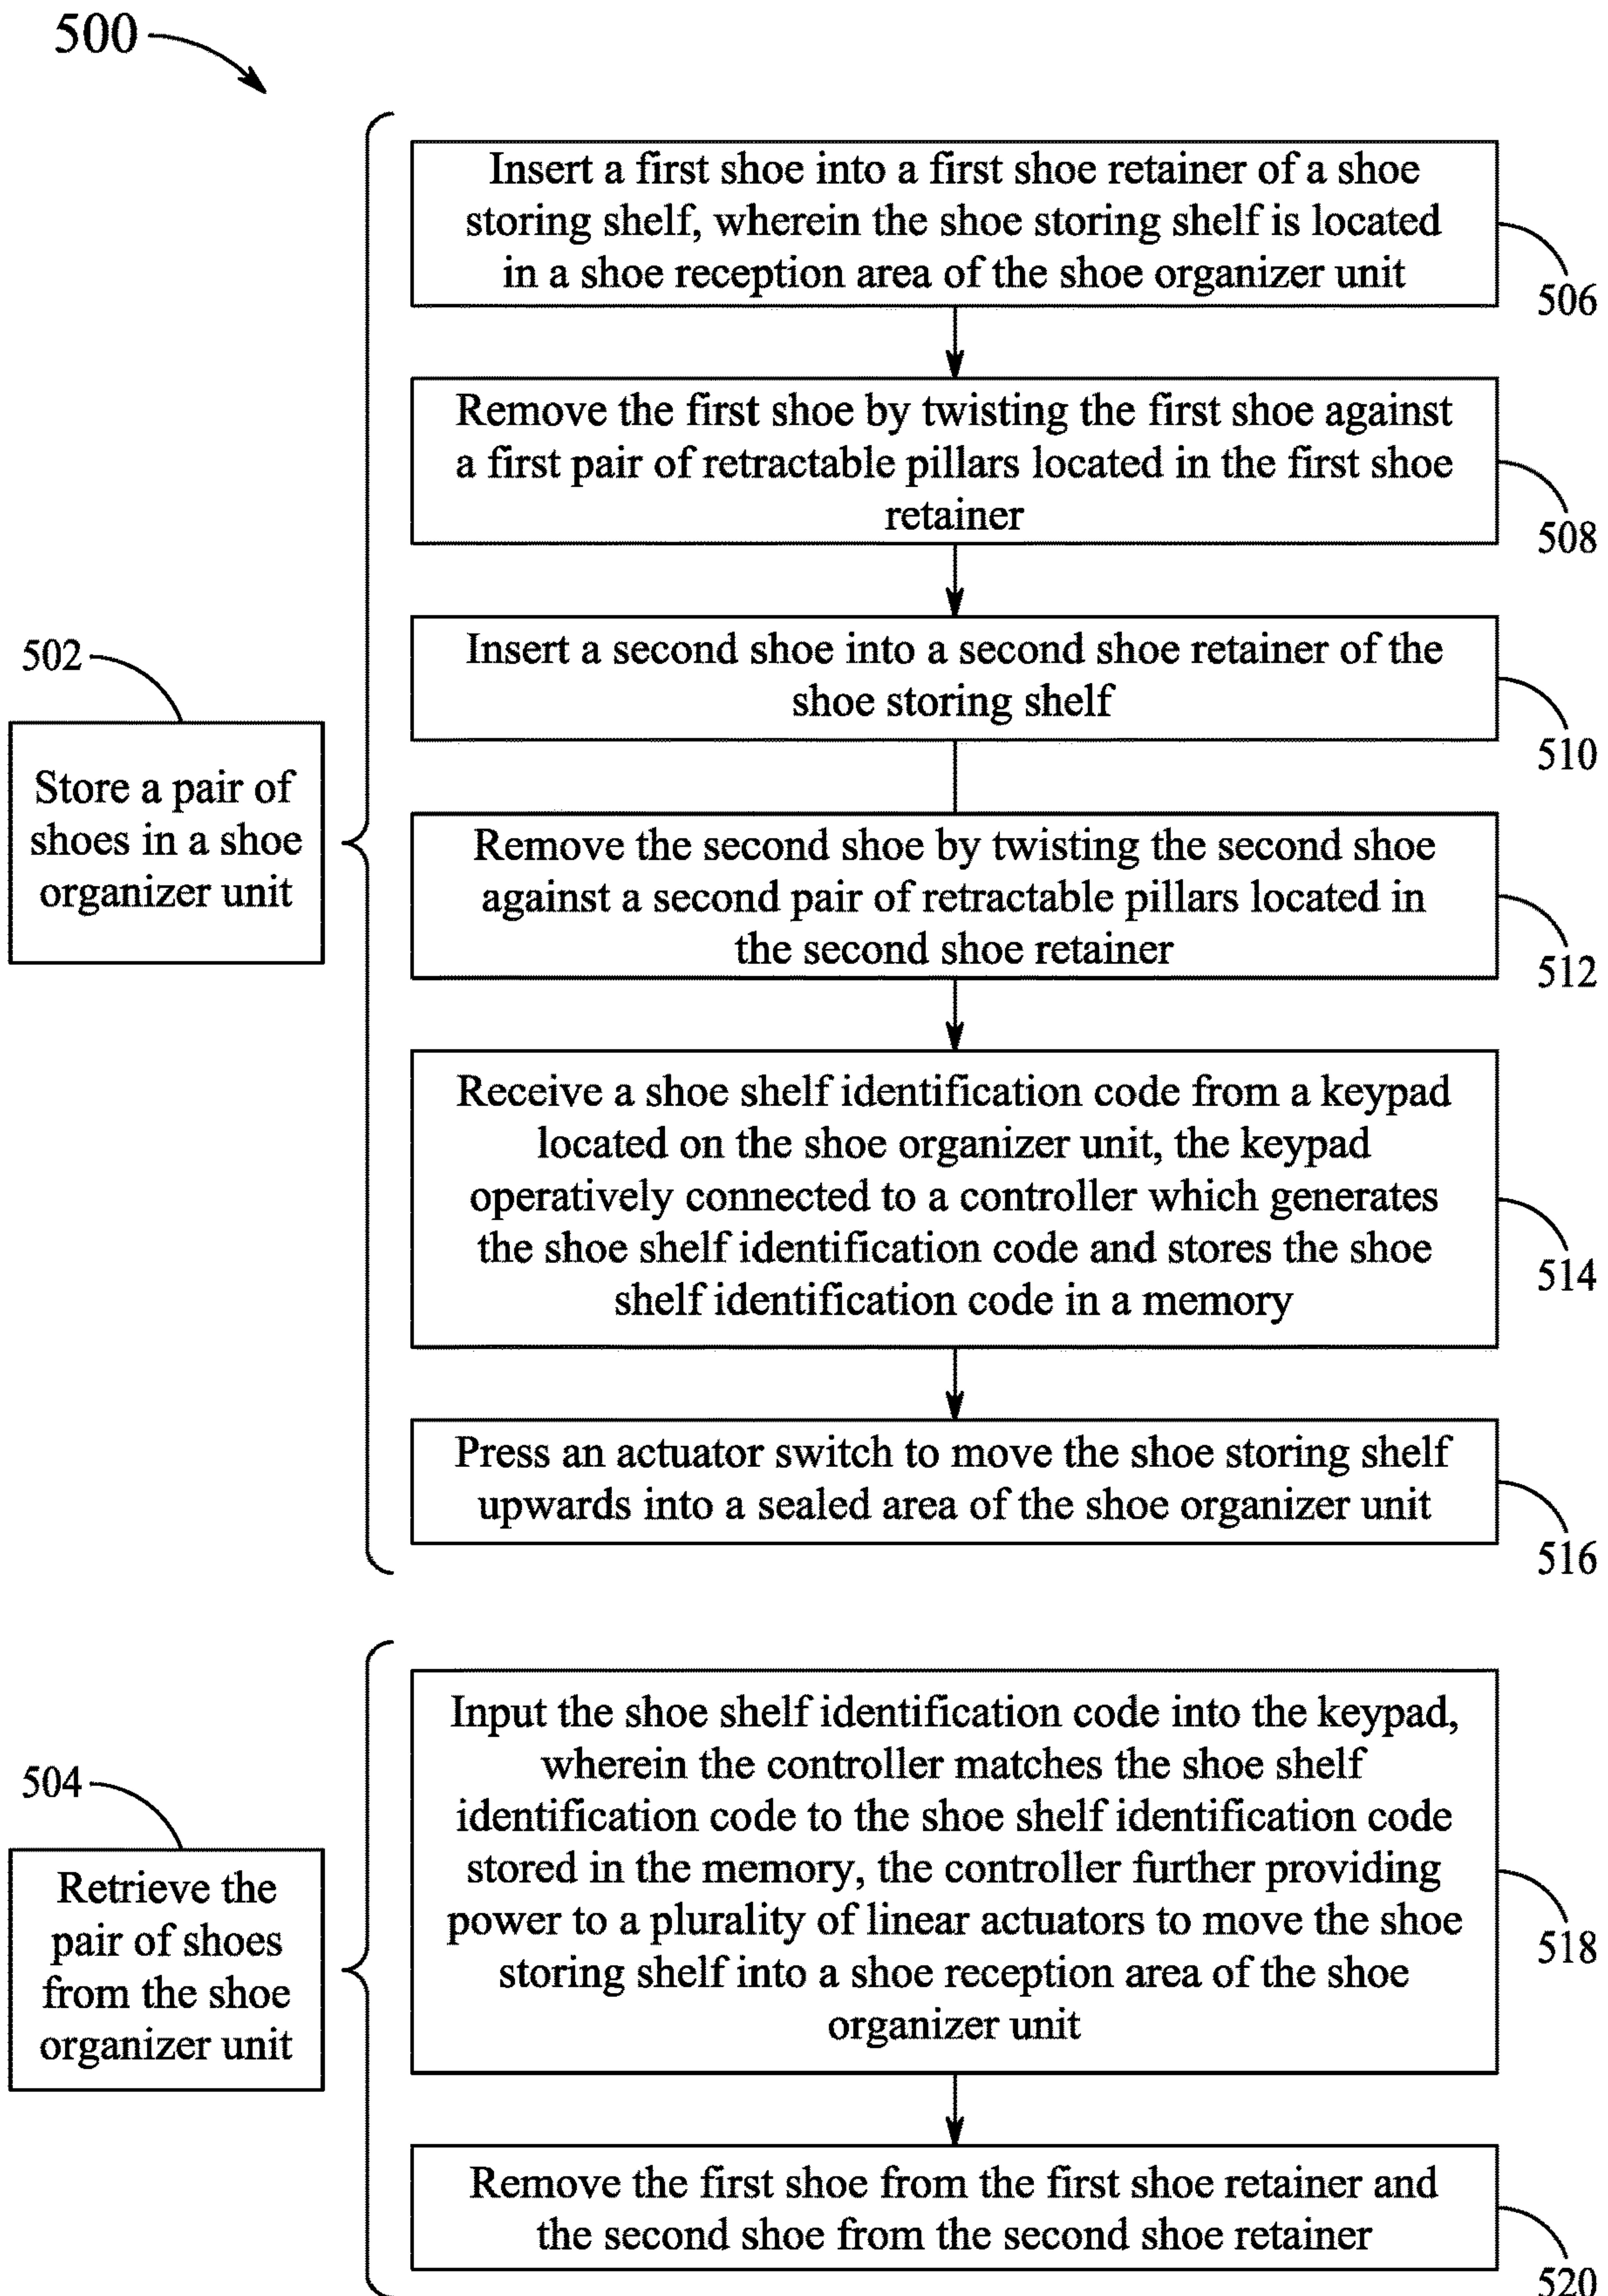 500
Insert a first shoe into a first shoe retainer of a shoe
storing shelf, wherein the shoe storing shelf is located
in a shoe reception area of the shoe organizer unit
506
Remove the first shoe by twisting the first shoe against
a first pair of retractable pillars located in the first shoe
retainer
508
Insert a second shoe into a second shoe retainer of the
shoe storing shelf
510
502
Store a pair of
shoes in a shoe
organizer unit
Remove the second shoe by twisting the second shoe
against a second pair of retractable pillars located in
the second shoe retainer
512
Receive a shoe shelf identification code from a keypad
located on the shoe organizer unit, the keypad
operatively connected to a controller which generates
the shoe shelf identification code and stores the shoe
shelf identification code in a memory
514
Press an actuator switch to move the shoe storing shelf
upwards into a sealed area of the shoe organizer unit
516
504
Retrieve the
pair of shoes
from the shoe
organizer unit
Input the shoe shelf identification code into the keypad,
wherein the controller matches the shoe shelf
identification code to the shoe shelf identification code
stored in the memory, the controller further providing
power to a plurality of linear actuators to move the shoe
storing shelf into a shoe reception area of the shoe
organizer unit
518
Remove the first shoe from the first shoe retainer and
the second shoe from the second shoe retainer
520